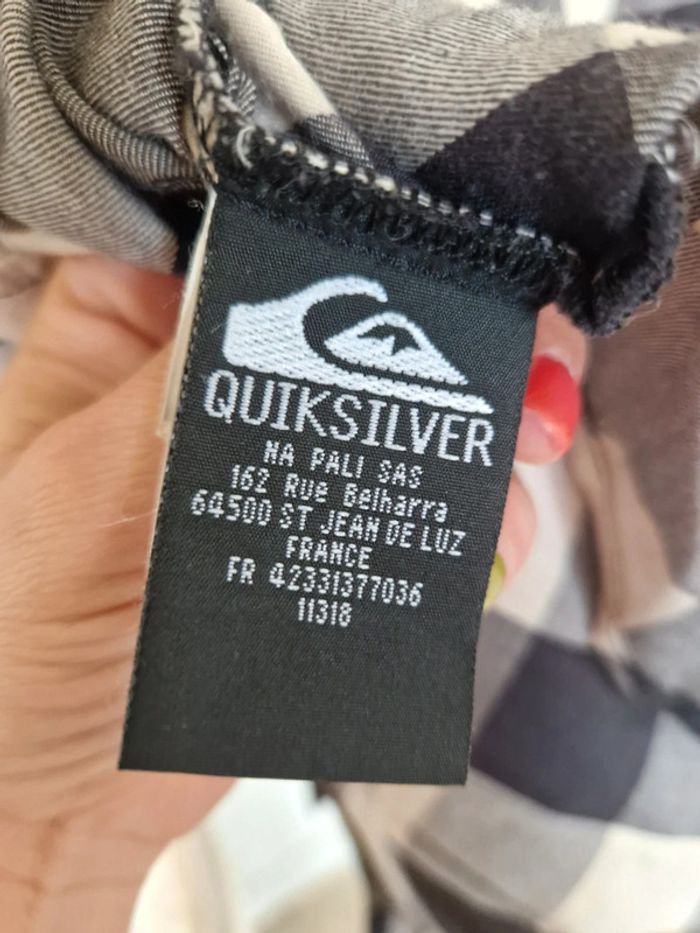 QUIKSILVER
NA PALI SAS
162 Rue Belharra
64500 ST JEAN DE LUZ
FRANCE
FR 42331377036
11318